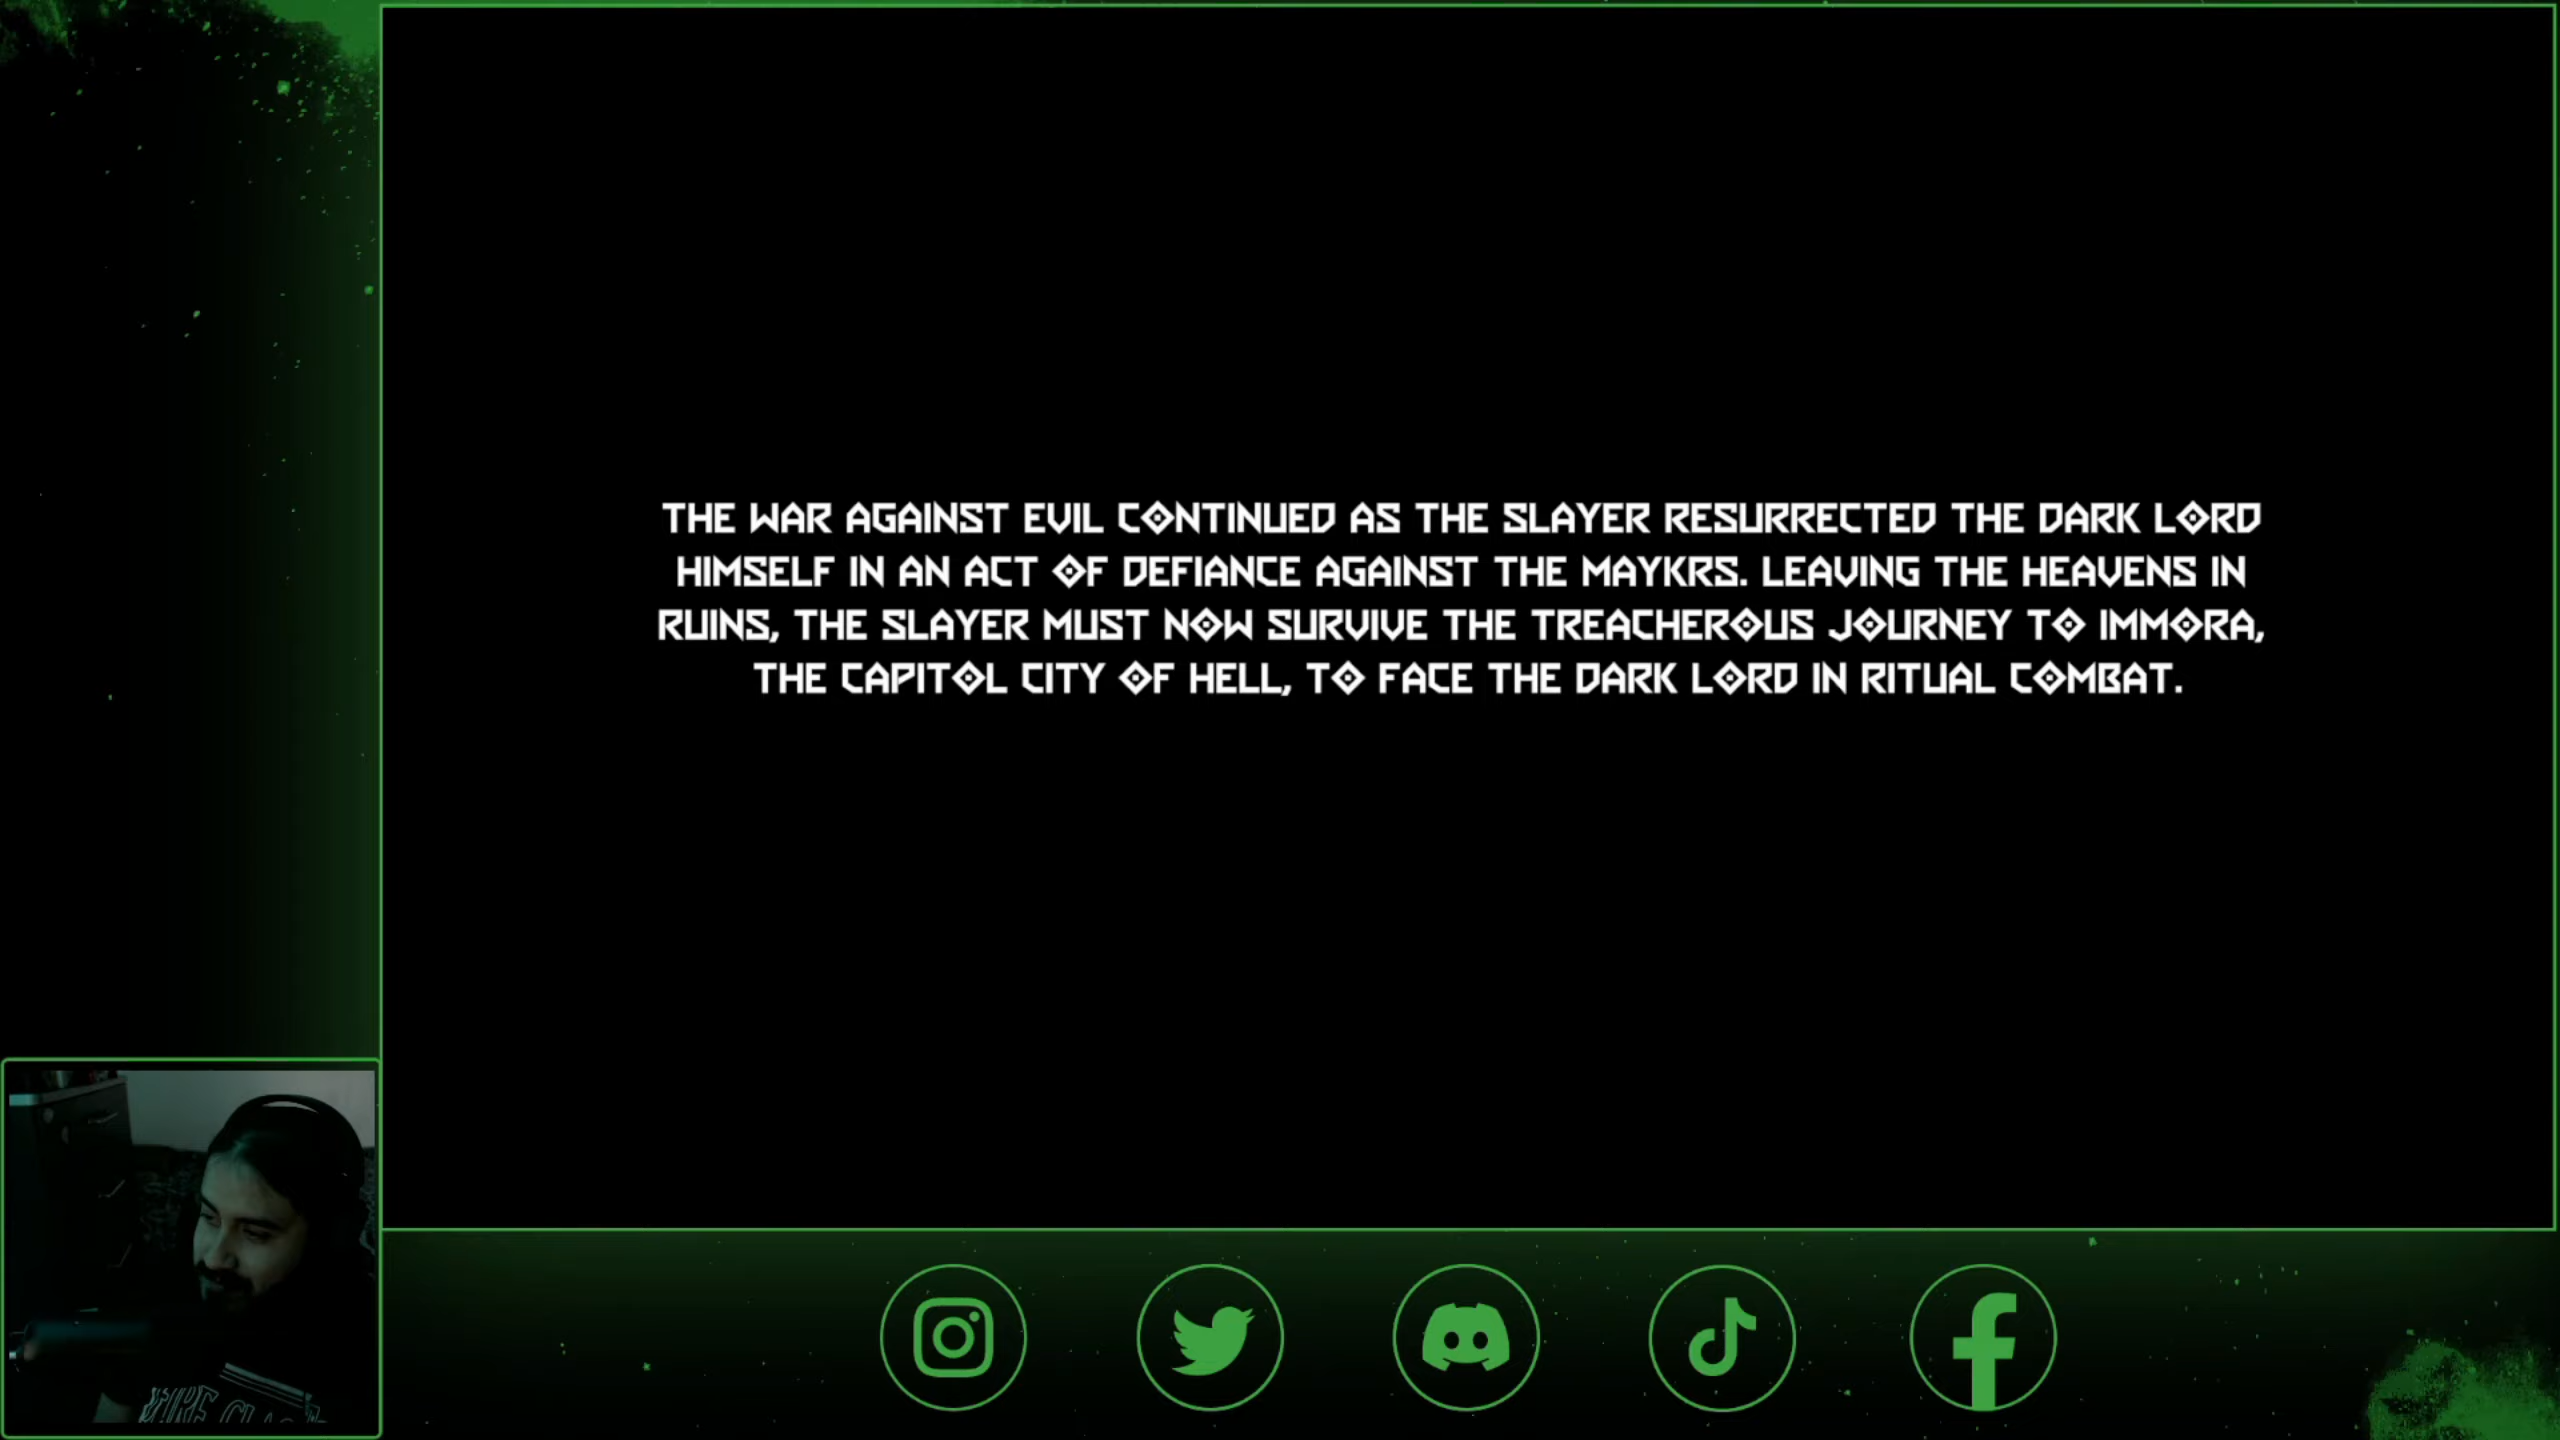 THE WAR AGAINST EVIL CONTINUED AS THE SLAYER RESURRECTED THE DARK LORD
HIMSELF IN AN ACT OF DEFIANCE AGAINST THE MAYKRS. LEAVING THE HEAVENS IN
RUINS, THE SLAYER MUST NOW SURVIVE THE TREACHEROUS JOURNEY TO IMMORA,
THE CAPITOL CITY OF HELL, TO FACE THE DARK LORD IN RITUAL COMBAT.